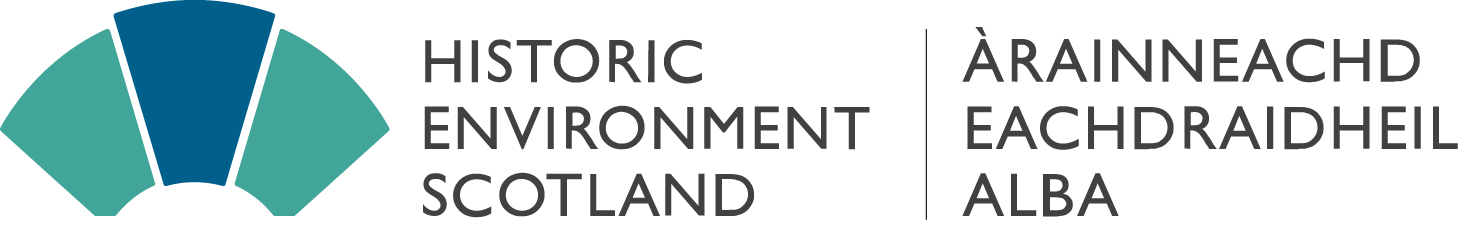 HISTORIC
ENVIRONMENT
SCOTLAND
ÀRAINNEACHD
EACHDRAIDHEIL
ALBA